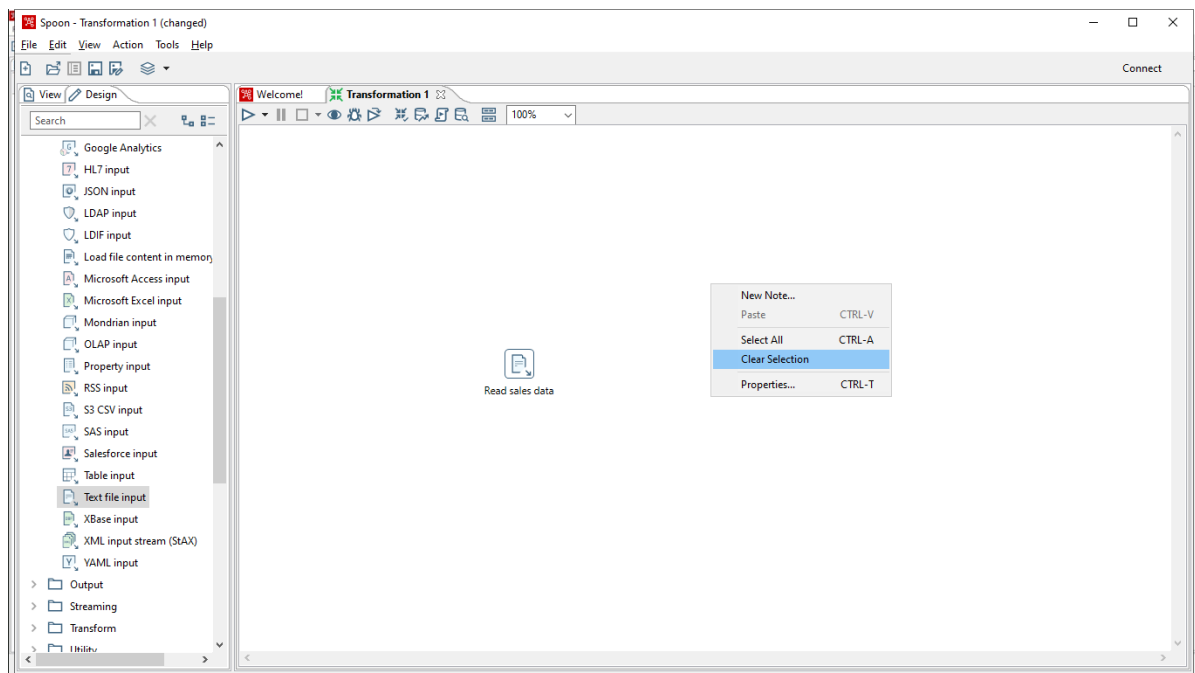 Spoon - Transformation 1 (changed)
File Edit View Action Tools Help
Connect
View Design
Welcome! Transformation 1
Search
100%
Google Analytics
HL7 input
JSON input
LDAP input
LDIF input
Load file content in memory
Microsoft Access input
Microsoft Excel input
Mondrian input
OLAP input
Property input
RSS input
S3 CSV input
SAS input
Salesforce input
Table input
Text file input
XBase input
XML input stream (StAX)
YAML input
Output
Streaming
Transform
Utility
Read sales data
New Note...
Paste CTRL-V
Select All CTRL-A
Clear Selection
Properties... CTRL-T